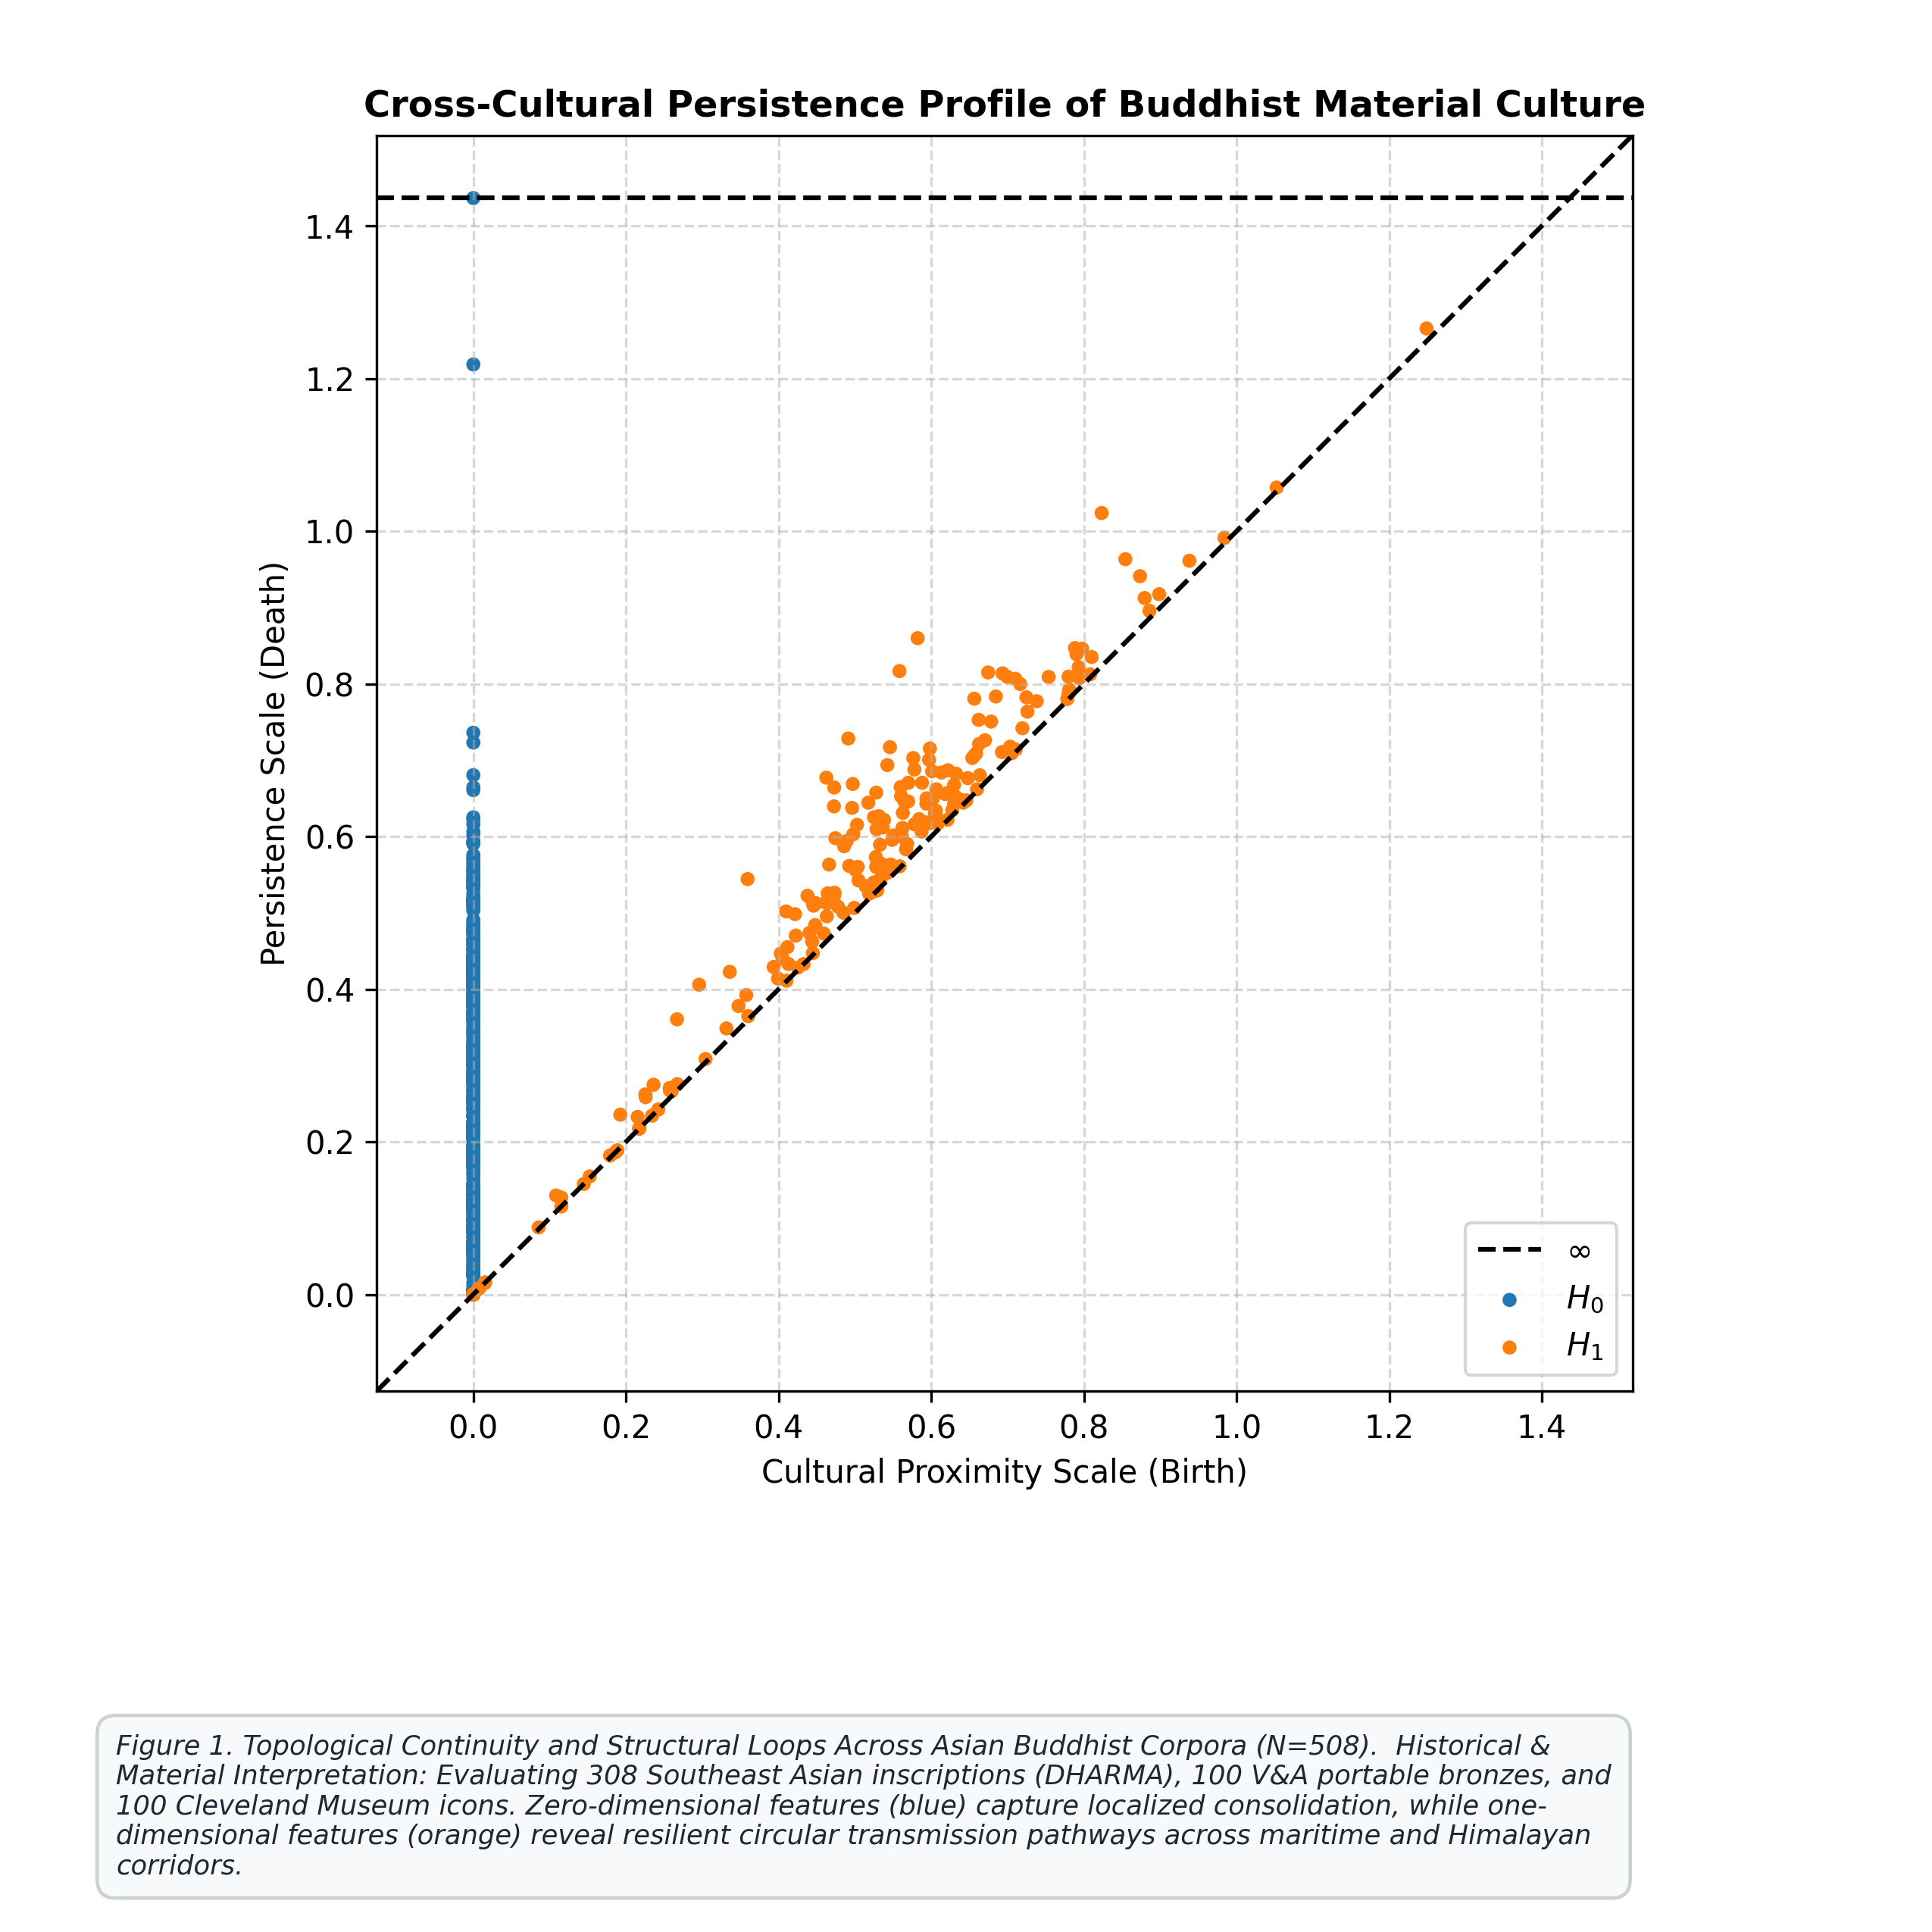 Cross-Cultural Persistence Profile of Buddhist Material Culture
Persistence Scale (Death)
1.4
1.2
1.0
0.8
0.6
0.4
0.2
0.0
0.0 0.2 0.4 0.6 0.8 1.0 1.2 1.4
Cultural Proximity Scale (Birth)
∞
H₀
H₁
Figure 1. Topological Continuity and Structural Loops Across Asian Buddhist Corpora (N=508).  Historical &
Material Interpretation: Evaluating 308 Southeast Asian inscriptions (DHARMA), 100 V&A portable bronzes, and
100 Cleveland Museum icons. Zero-dimensional features (blue) capture localized consolidation, while one-
dimensional features (orange) reveal resilient circular transmission pathways across maritime and Himalayan
corridors.